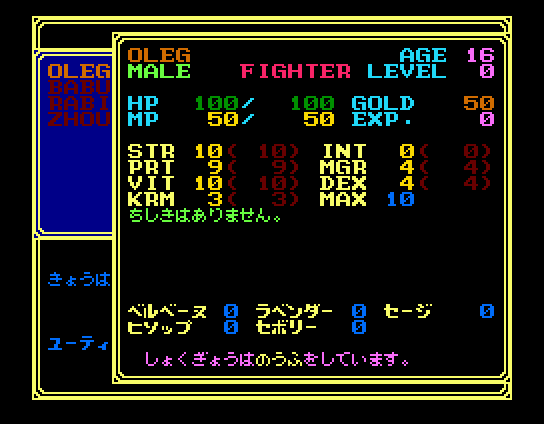 OLEG AGE 16
MALE FIGHTER LEVEL 0
HP 100/ 100 GOLD 50
MP 50/ 50 EXP. 0
STR 10( 10) INT 0( 0)
PRT 9( 9) MGR 4( 4)
VIT 10( 10) DEX 4( 4)
KRM 3( 3) MAX 10
ちしきはありません。
ベルベーヌ 0 ラベンダー 0 セージ 0
ヒソップ 0 セボリー 0
しょくぎょうはのうふをしています。
OLEG
BABU
RABI
ZHOU
きょうは
ユーティ